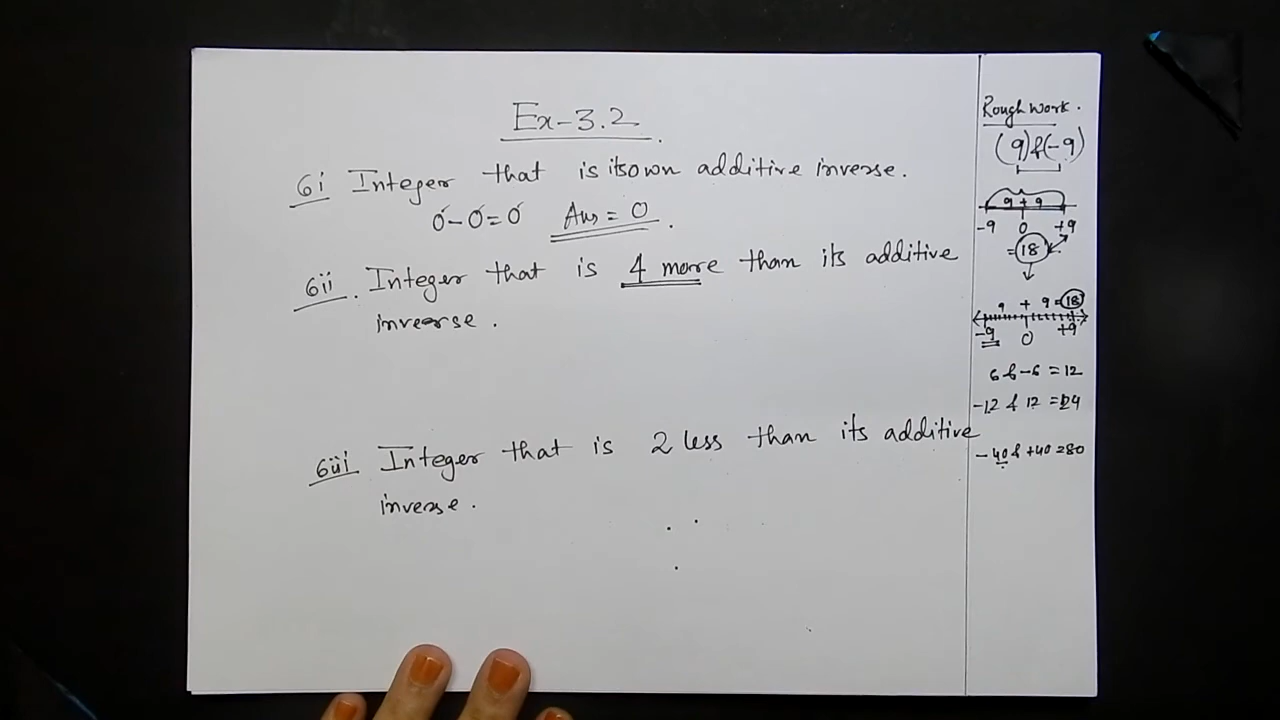 Ex-3.2
6i Integer that is its own additive inverse.
0-0=0 Ans = 0.
6ii. Integer that is 4 more than its additive
inverse.
6iii Integer that is 2 less than its additive
inverse.
Rough work.
(9)&(-9)
9 + 9
-9 0 +9
= 18
9 + 9 = 18
-9 0 +9
6 & -6 = 12
-12 & 12 = 24
- 40 & +40 = 80